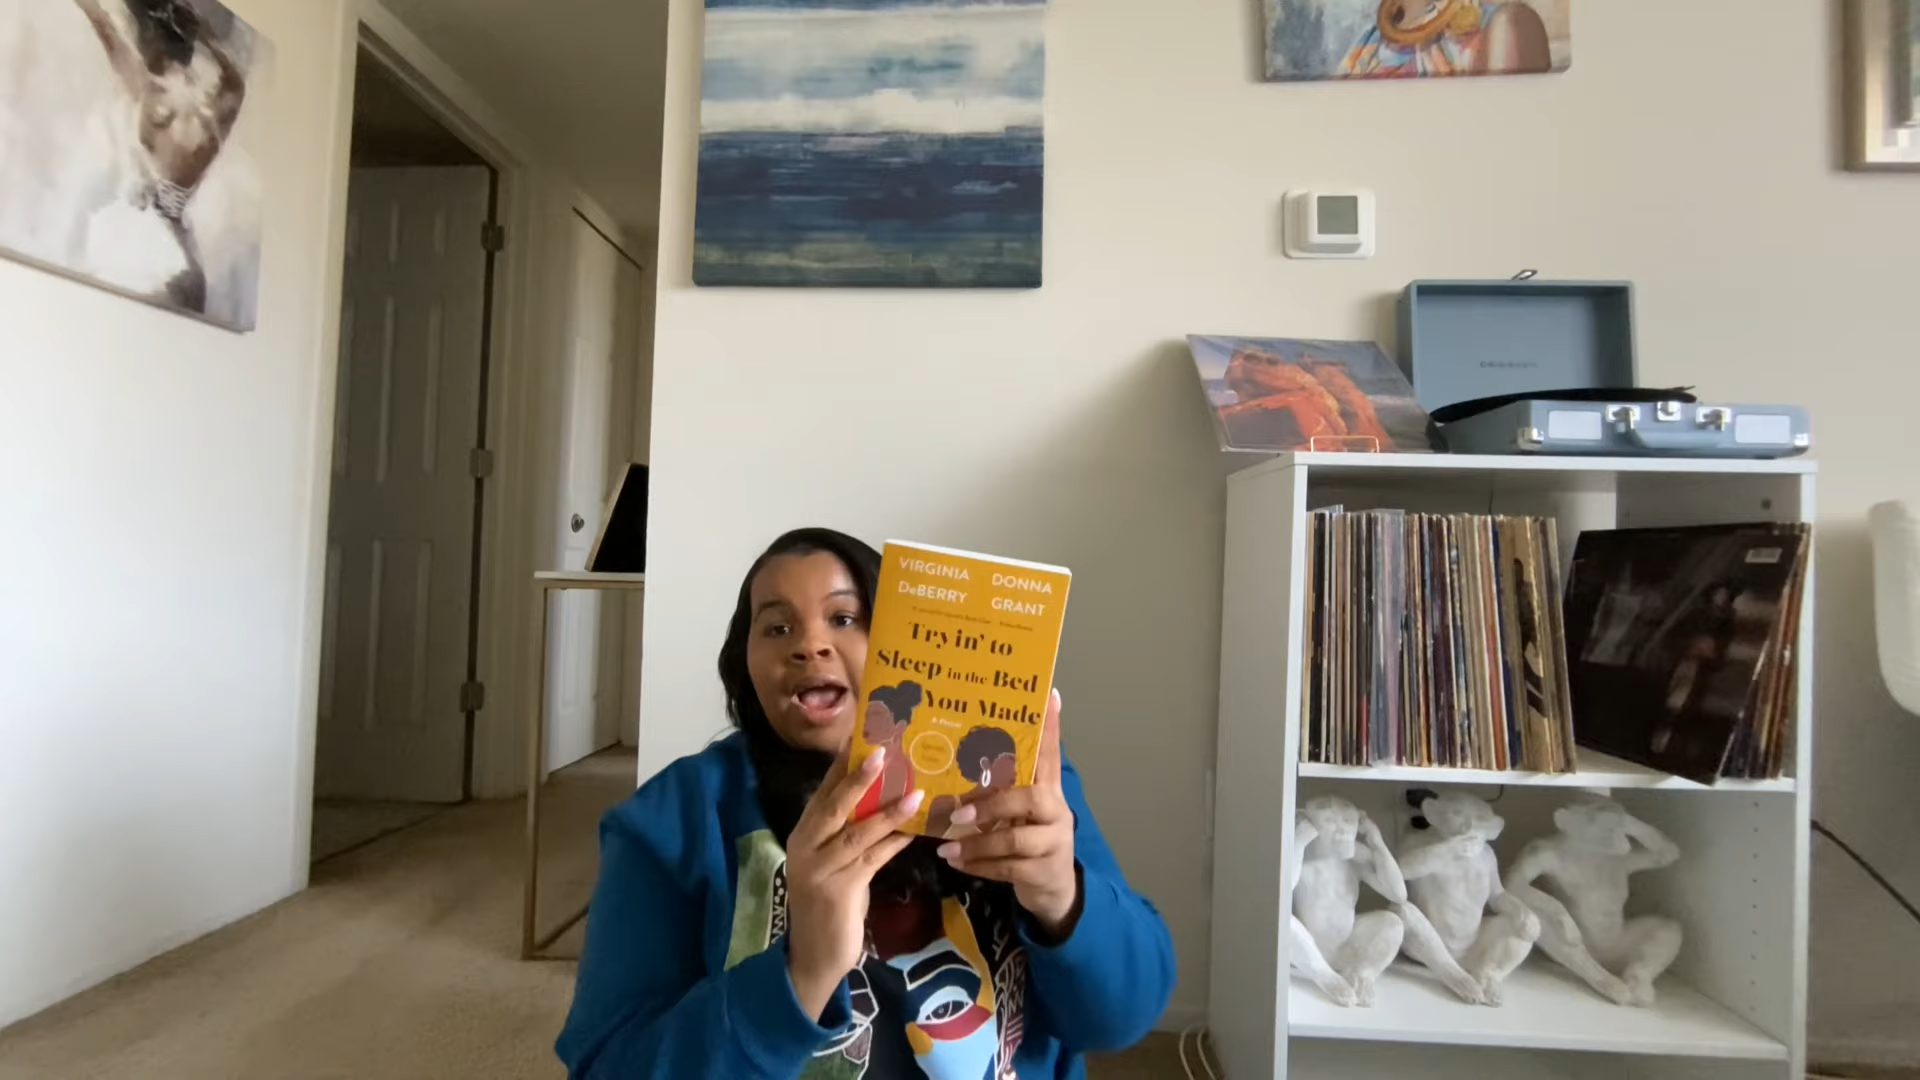 VIRGINIA DONNA
DeBERRY GRANT
Tryin' to
Sleep in the Bed
You Made
A Novel